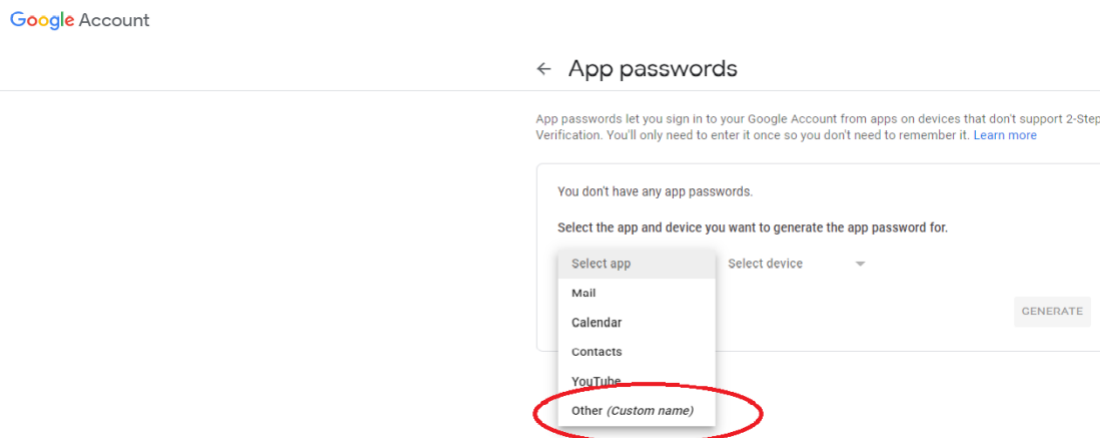 Google Account
App passwords
App passwords let you sign in to your Google Account from apps on devices that don't support 2-Step
Verification. You'll only need to enter it once so you don't need to remember it. Learn more
You don't have any app passwords.
Select the app and device you want to generate the app password for.
Select app
Select device
Mail
Calendar
GENERATE
Contacts
YouTube
Other (Custom name)